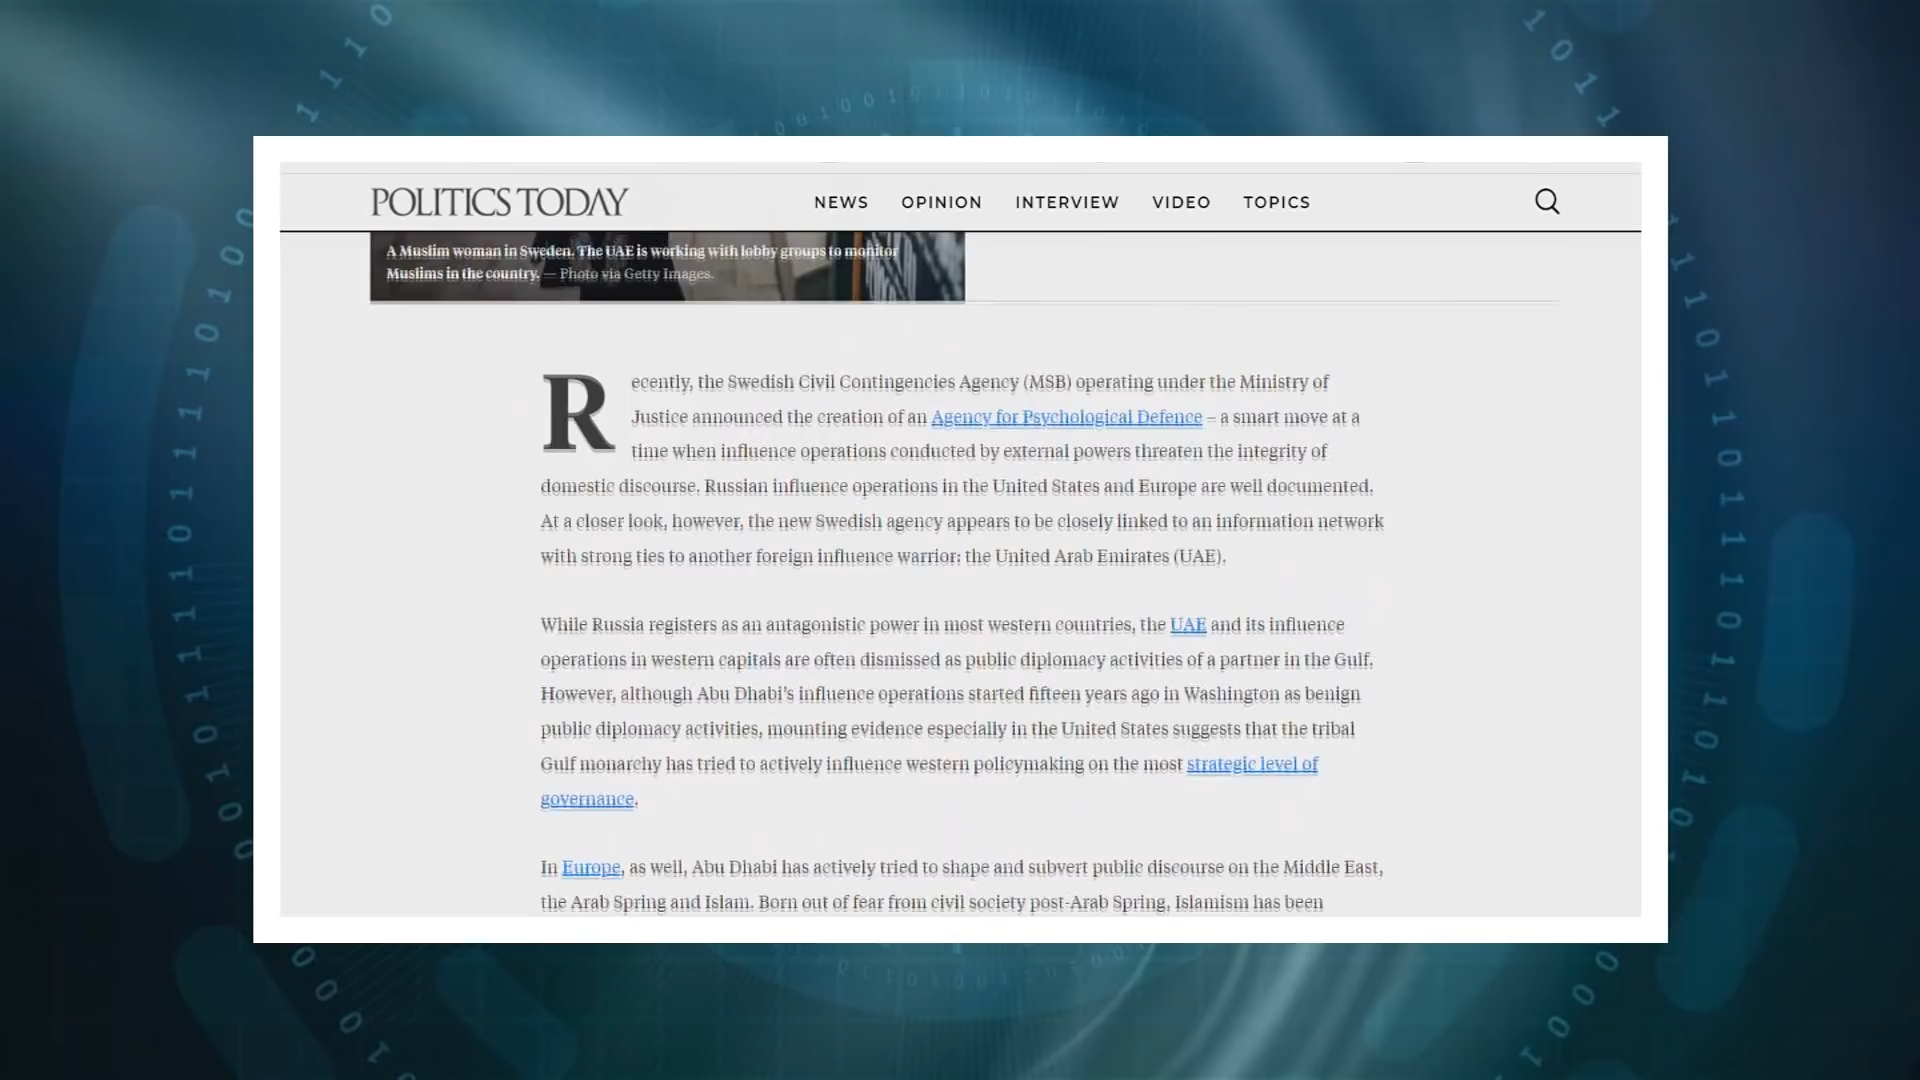 POLITICS TODAY
NEWS OPINION INTERVIEW VIDEO TOPICS
A Muslim woman in Sweden. The UAE is working with lobby groups to monitor
Muslims in the country. — Photo via Getty Images.
Recently, the Swedish Civil Contingencies Agency (MSB) operating under the Ministry of
Justice announced the creation of an Agency for Psychological Defence – a smart move at a
time when influence operations conducted by external powers threaten the integrity of
domestic discourse. Russian influence operations in the United States and Europe are well documented.
At a closer look, however, the new Swedish agency appears to be closely linked to an information network
with strong ties to another foreign influence warrior: the United Arab Emirates (UAE).
While Russia registers as an antagonistic power in most western countries, the UAE and its influence
operations in western capitals are often dismissed as public diplomacy activities of a partner in the Gulf.
However, although Abu Dhabi's influence operations started fifteen years ago in Washington as benign
public diplomacy activities, mounting evidence especially in the United States suggests that the tribal
Gulf monarchy has tried to actively influence western policymaking on the most strategic level of
governance.
In Europe, as well, Abu Dhabi has actively tried to shape and subvert public discourse on the Middle East,
the Arab Spring and Islam. Born out of fear from civil society post-Arab Spring, Islamism has been